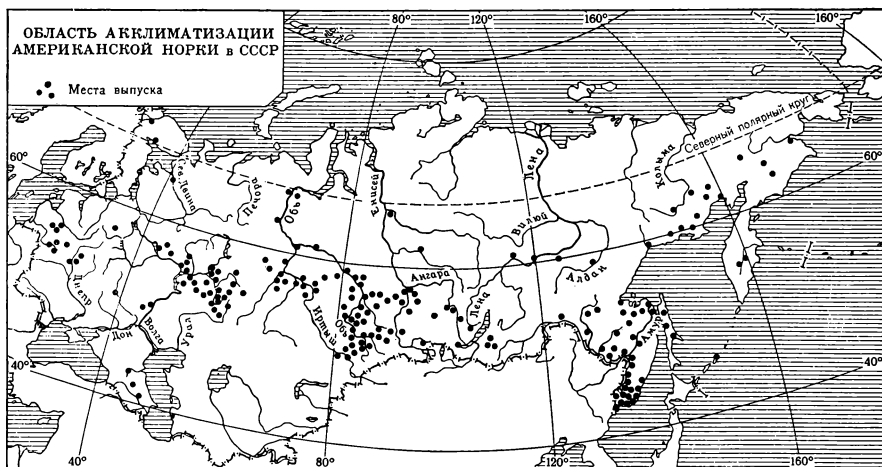 ОБЛАСТЬ АККЛИМАТИЗАЦИИ
АМЕРИКАНСКОЙ НОРКИ в СССР
Места выпуска
80°
120°
160°
160°
Северный полярный круг
60°
60°
Св. Двина
Печора
Обь
Енисей
Лена
Вилюй
Колыма
Алдан
Ангара
Лена
Днепр
Дон
Волга
Урал
Иртыш
Обь
Амур
40°
40°
40°
80°
120°
160°